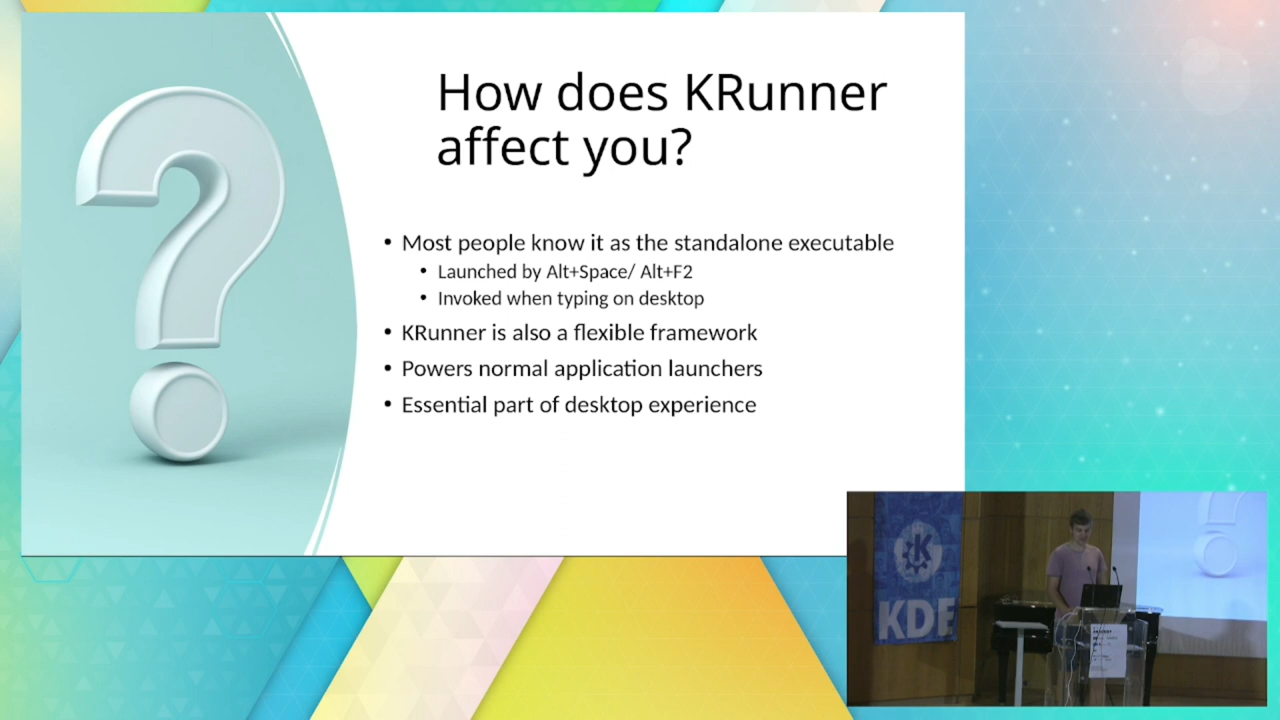 How does KRunner
affect you?
• Most people know it as the standalone executable
• Launched by Alt+Space/ Alt+F2
• Invoked when typing on desktop
• KRunner is also a flexible framework
• Powers normal application launchers
• Essential part of desktop experience
K
KDE